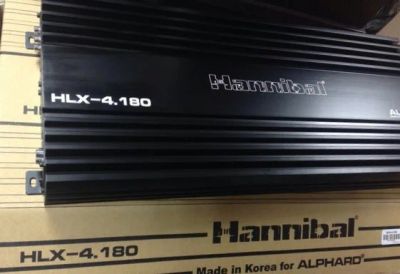 Hannibal
HLX-4.180
AL
Hannibal
HLX-4.180
Made in Korea for ALPHARD®